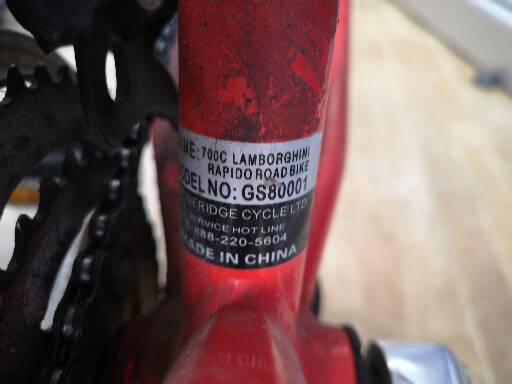 ME: 700C LAMBORGHINI
RAPIDO ROAD BIKE
ODEL NO: GS80001
ERIDGE CYCLE LTD
SERVICE HOT LINE
888-220-5604
MADE IN CHINA